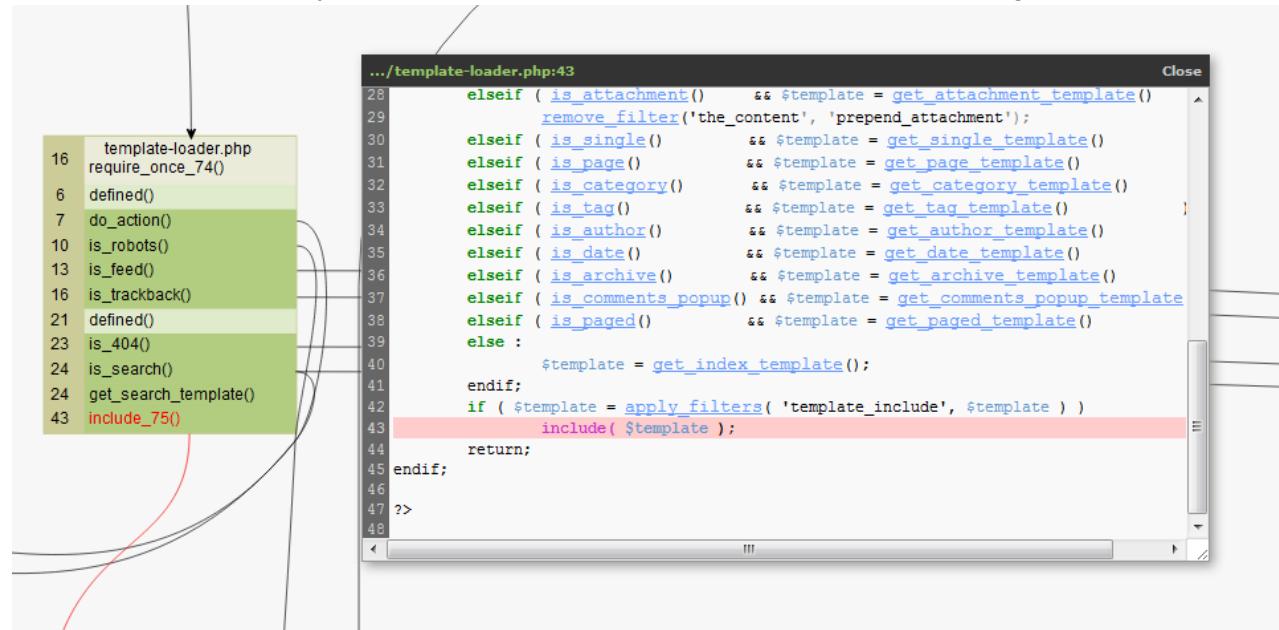 16 template-loader.php
require_once_74()
6 defined()
7 do_action()
10 is_robots()
13 is_feed()
16 is_trackback()
21 defined()
23 is_404()
24 is_search()
24 get_search_template()
43 include_75()
.../template-loader.php:43 Close
28 elseif ( is_attachment() && $template = get_attachment_template()
29 remove_filter('the_content', 'prepend_attachment');
30 elseif ( is_single() && $template = get_single_template()
31 elseif ( is_page() && $template = get_page_template()
32 elseif ( is_category() && $template = get_category_template()
33 elseif ( is_tag() && $template = get_tag_template() )
34 elseif ( is_author() && $template = get_author_template()
35 elseif ( is_date() && $template = get_date_template()
36 elseif ( is_archive() && $template = get_archive_template()
37 elseif ( is_comments_popup() && $template = get_comments_popup_template
38 elseif ( is_paged() && $template = get_paged_template()
39 else :
40 $template = get_index_template();
41 endif;
42 if ( $template = apply_filters( 'template_include', $template ) )
43 include( $template );
44 return;
45 endif;
46
47 ?>
48